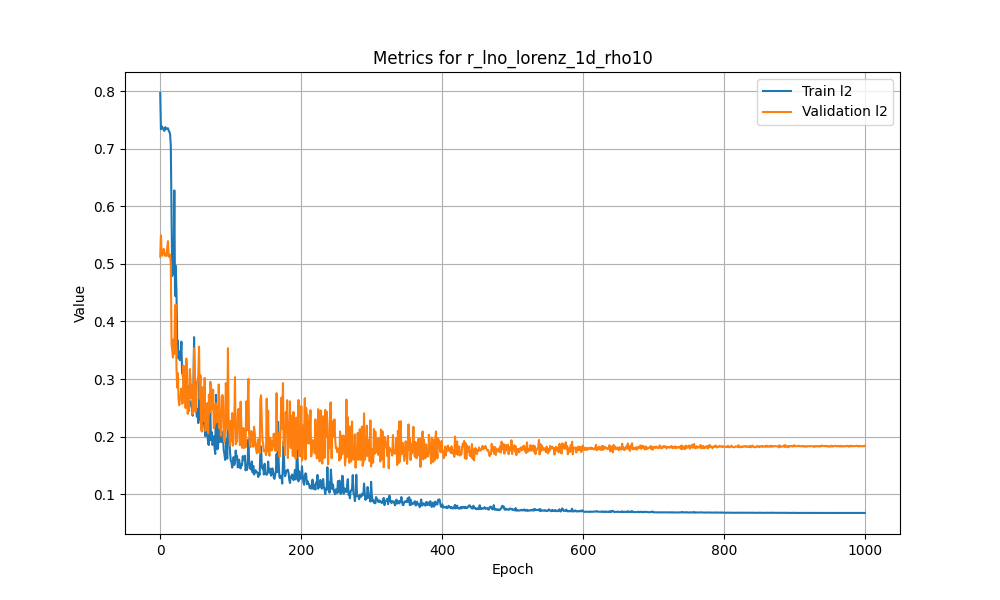 Metrics for r_lno_lorenz_1d_rho10
Train l2
Validation l2
0.8
0.7
0.6
0.5
0.4
0.3
0.2
0.1
Value
0 200 400 600 800 1000
Epoch